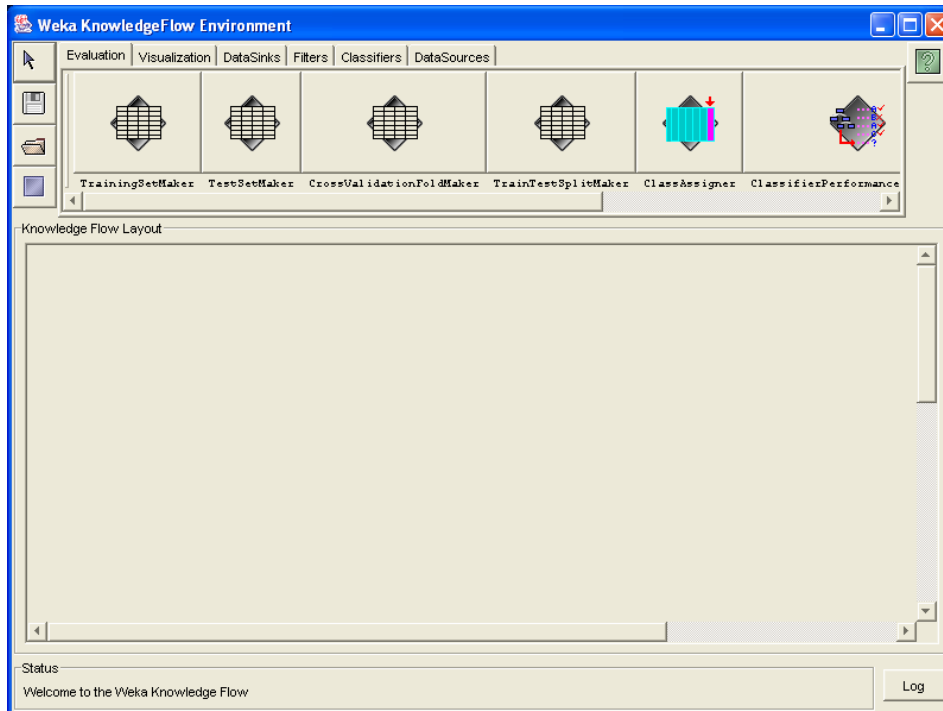 Weka KnowledgeFlow Environment
Evaluation Visualization DataSinks Filters Classifiers DataSources
TrainingSetMaker TestSetMaker CrossValidationFoldMaker TrainTestSplitMaker ClassAssigner ClassifierPerformance
Knowledge Flow Layout
Status
Welcome to the Weka Knowledge Flow
Log